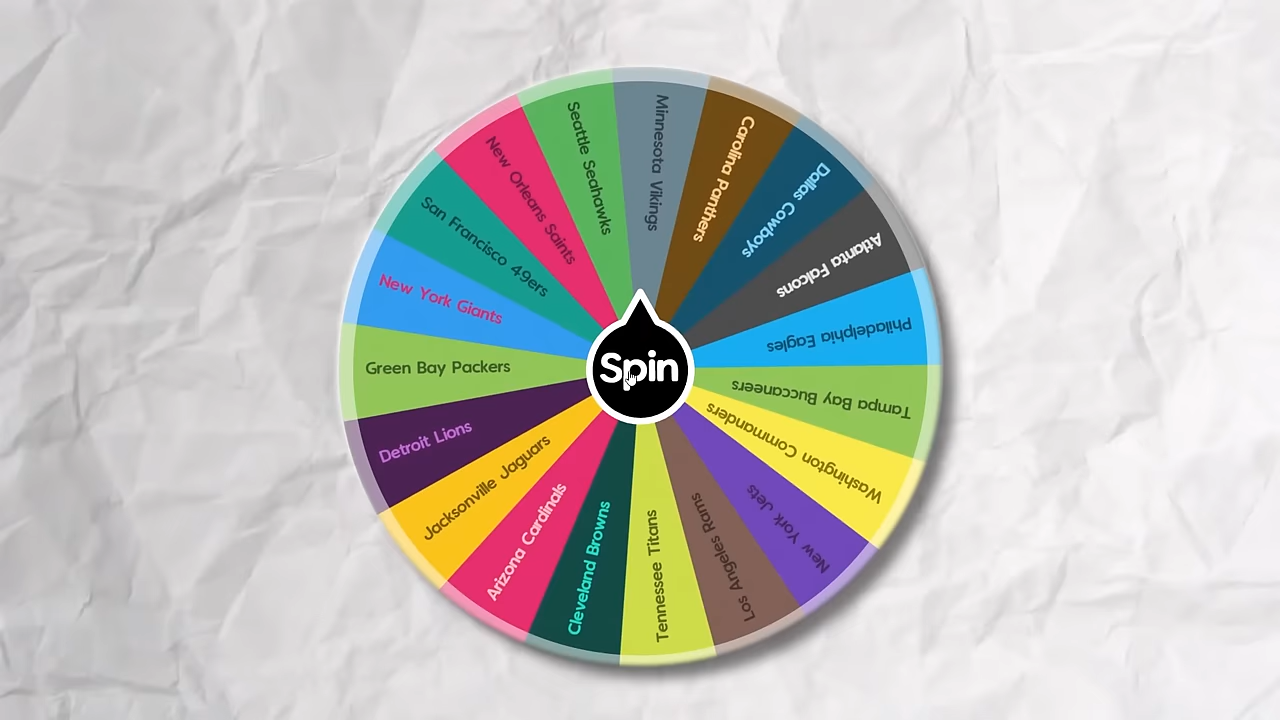 Minnesota Vikings
Carolina Panthers
Dallas Cowboys
Atlanta Falcons
Philadelphia Eagles
Tampa Bay Buccaneers
Washington Commanders
New York Jets
Los Angeles Rams
Tennessee Titans
Cleveland Browns
Arizona Cardinals
Jacksonville Jaguars
Detroit Lions
Green Bay Packers
New York Giants
San Francisco 49ers
New Orleans Saints
Seattle Seahawks
Spin